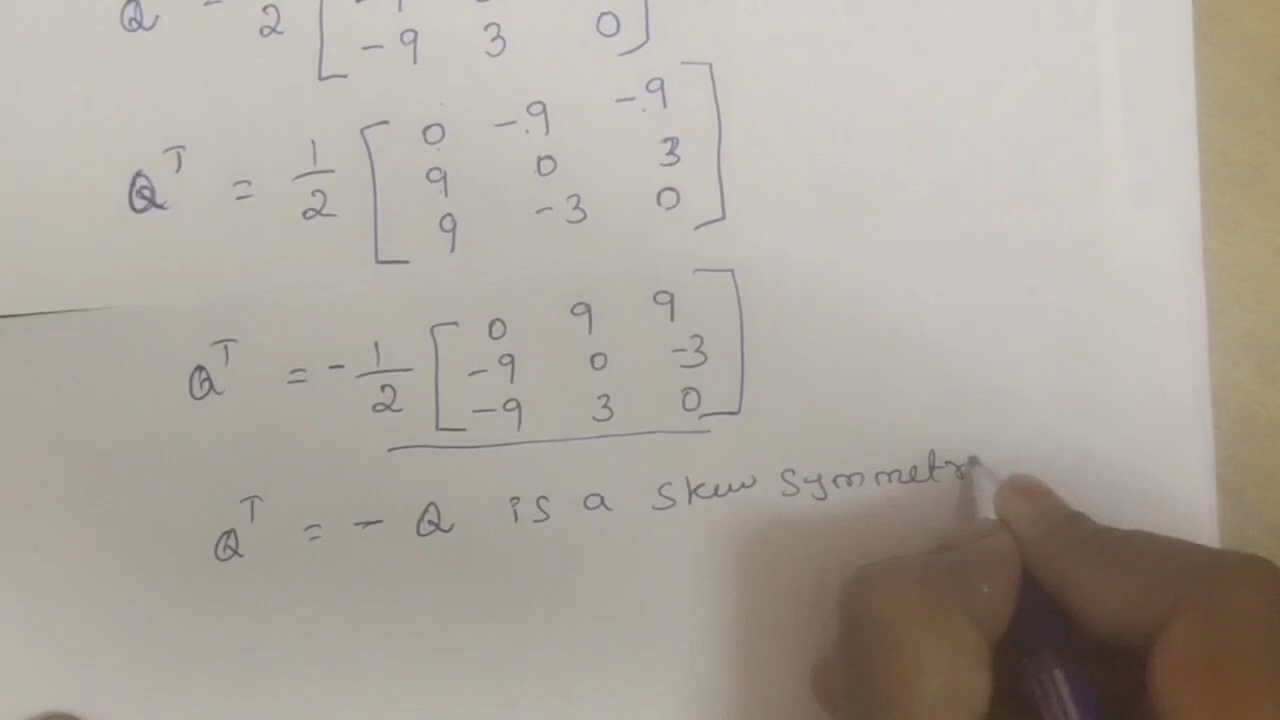 Q - 2 [
- 9 3 0 ]
Q^T = 1/2 [ 0 -9 -9
9 0 3
9 -3 0 ]
Q^T = - 1/2 [ 0 9 9
-9 0 -3
-9 3 0 ]
Q^T = - Q is a skew symmetr